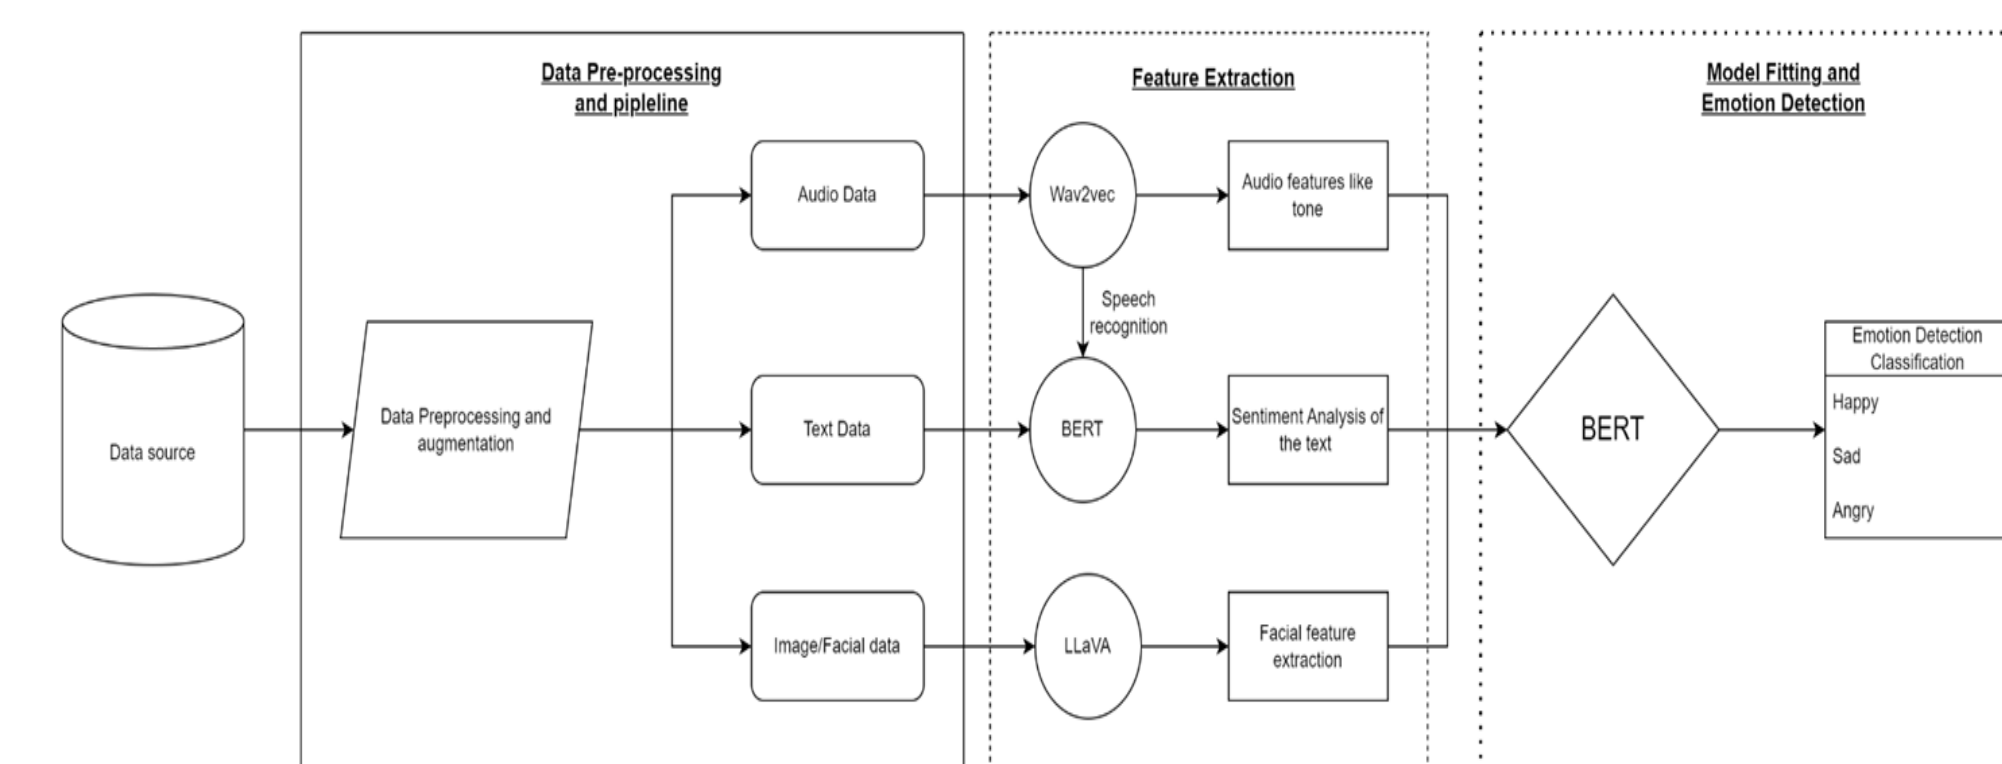 Data Pre-processing
and pipleline
Feature Extraction
Model Fitting and
Emotion Detection
Audio Data
Wav2vec
Audio features like
tone
Speech
recognition
Data source
Data Preprocessing and
augmentation
Text Data
BERT
Sentiment Analysis of
the text
BERT
Emotion Detection
Classification
Happy
Sad
Angry
Image/Facial data
LLaVA
Facial feature
extraction